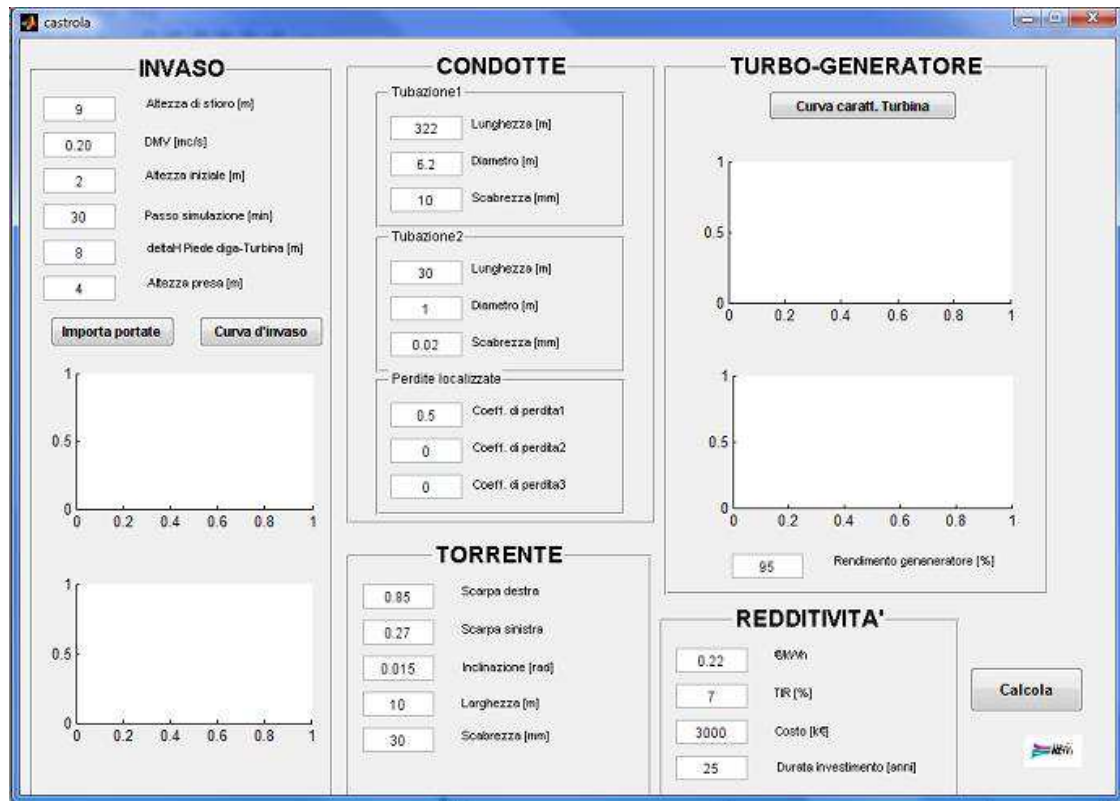 castrola
INVASO
9 Altezza di sfioro [m]
0.20 DMV [mc/s]
2 Altezza iniziale [m]
30 Passo simulazione [min]
8 deltaH Piede diga-Turbina [m]
4 Altezza presa [m]
Importa portate Curva d'invaso
1
0.5
0
0 0.2 0.4 0.6 0.8 1
1
0.5
0
0 0.2 0.4 0.6 0.8 1
CONDOTTE
Tubazione1
322 Lunghezza [m]
6.2 Diametro [m]
10 Scabrezza [mm]
Tubazione2
30 Lunghezza [m]
1 Diametro [m]
0.02 Scabrezza [mm]
Perdite localizzate
0.5 Coeff. di perdita1
0 Coeff. di perdita2
0 Coeff. di perdita3
TORRENTE
0.85 Scarpa destra
0.27 Scarpa sinistra
0.015 Inclinazione [rad]
10 Larghezza [m]
30 Scabrezza [mm]
TURBO-GENERATORE
Curva caratt. Turbina
1
0.5
0
0 0.2 0.4 0.6 0.8 1
1
0.5
0
0 0.2 0.4 0.6 0.8 1
95 Rendimento geneneratore [%]
REDDITIVITA'
0.22 €/kWh
7 TIR [%]
3000 Costo [k€]
25 Durata investimento [anni]
Calcola